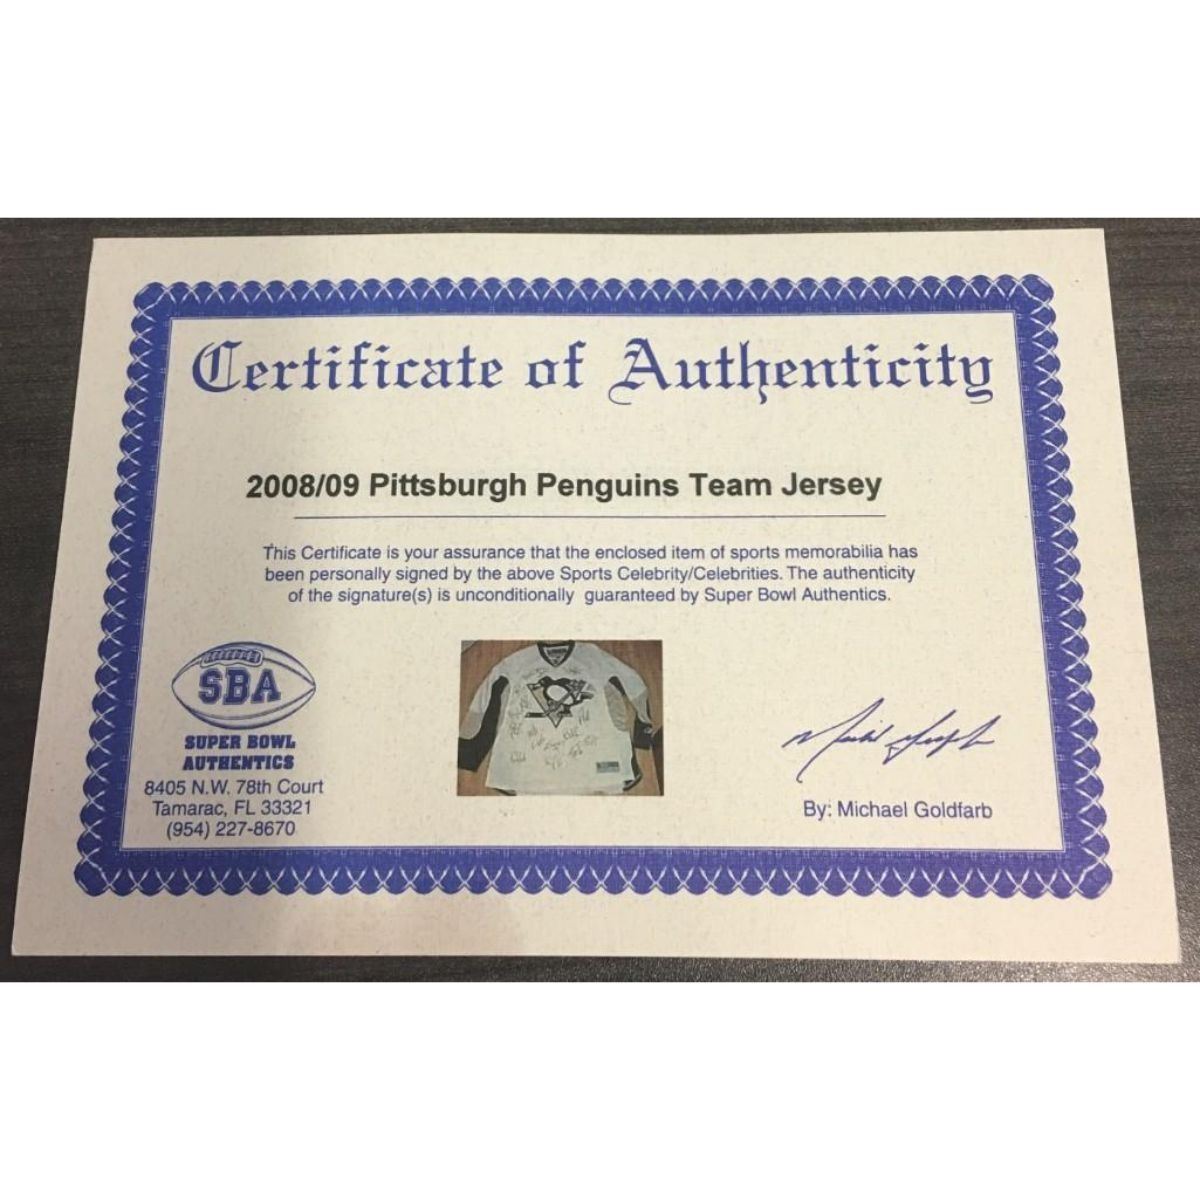 Certificate of Authenticity
2008/09 Pittsburgh Penguins Team Jersey
This Certificate is your assurance that the enclosed item of sports memorabilia has
been personally signed by the above Sports Celebrity/Celebrities. The authenticity
of the signature(s) is unconditionally guaranteed by Super Bowl Authentics.
SBA
SUPER BOWL
AUTHENTICS
8405 N.W. 78th Court
Tamarac, FL 33321
(954) 227-8670
By: Michael Goldfarb